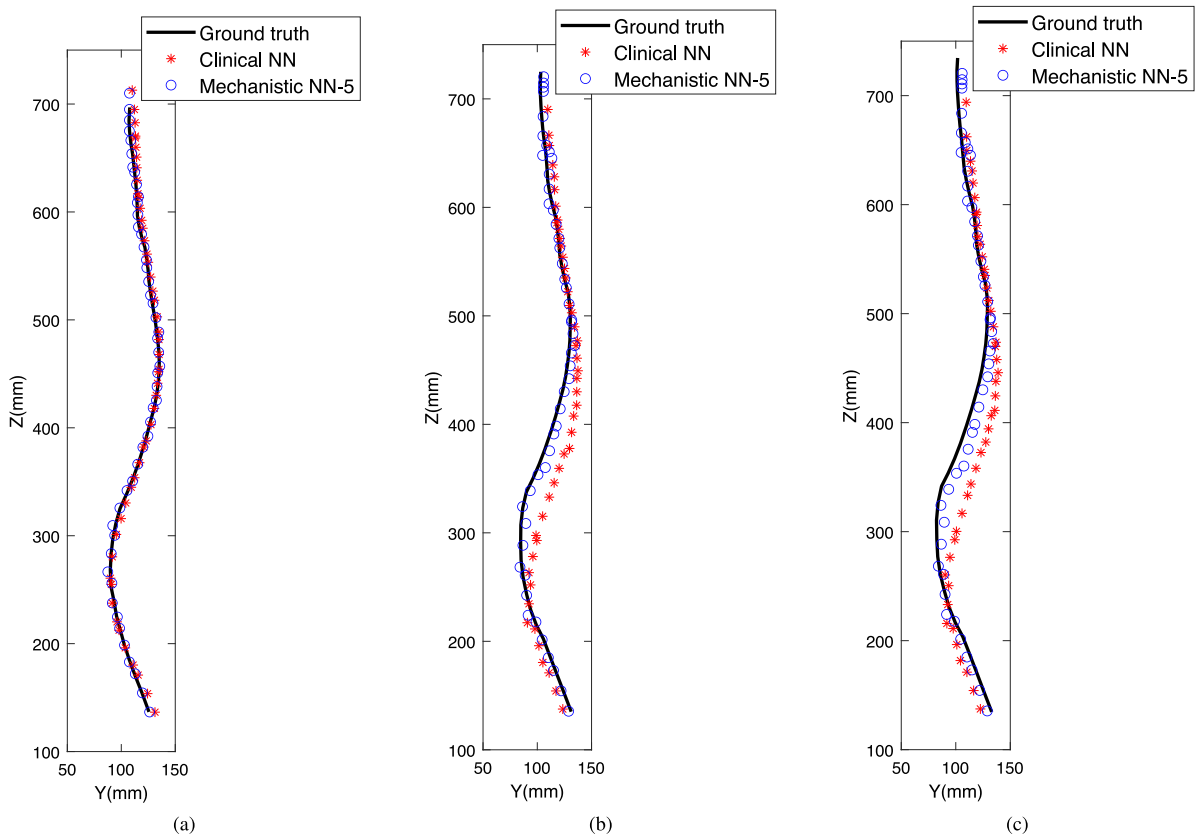 Ground truth
Clinical NN
Mechanistic NN-5
700
600
500
400
300
200
100
Z(mm)
50 100 150
Y(mm)
(a)
Ground truth
Clinical NN
Mechanistic NN-5
700
600
500
400
300
200
100
Z(mm)
50 100 150
Y(mm)
(b)
Ground truth
Clinical NN
Mechanistic NN-5
700
600
500
400
300
200
100
Z(mm)
50 100 150
Y(mm)
(c)